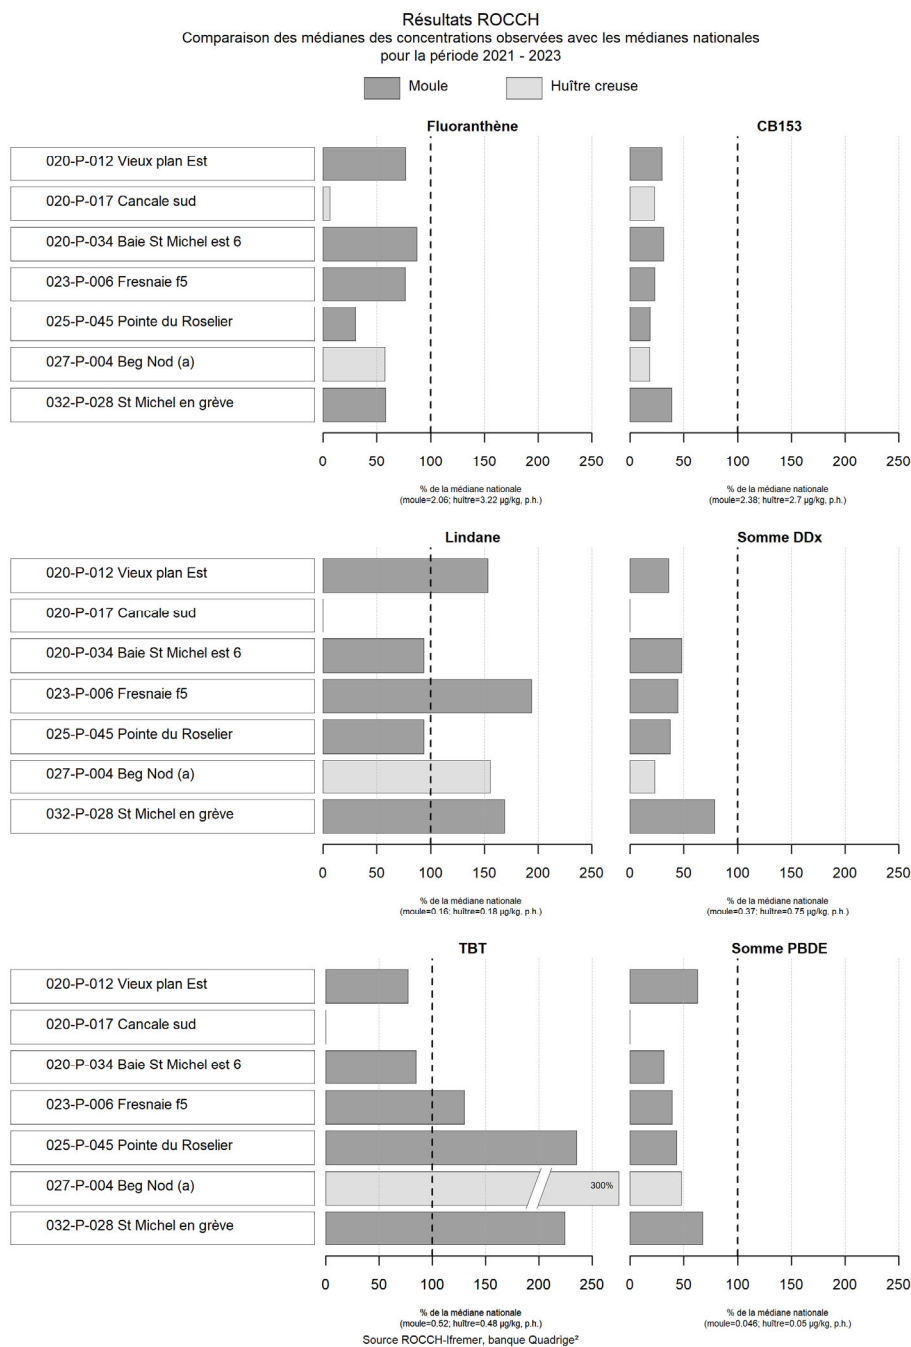 Résultats ROCCH
Comparaison des médianes des concentrations observées avec les médianes nationales
pour la période 2021 - 2023
Moule Huître creuse
Fluoranthène CB153
020-P-012 Vieux plan Est
020-P-017 Cancale sud
020-P-034 Baie St Michel est 6
023-P-006 Fresnaie f5
025-P-045 Pointe du Roselier
027-P-004 Beg Nod (a)
032-P-028 St Michel en grève
0 50 100 150 200 250 0 50 100 150 200 250
% de la médiane nationale % de la médiane nationale
(moule=2.06; huître=3.22 µg/kg, p.h.) (moule=2.38; huître=2.7 µg/kg, p.h.)
Lindane Somme DDx
020-P-012 Vieux plan Est
020-P-017 Cancale sud
020-P-034 Baie St Michel est 6
023-P-006 Fresnaie f5
025-P-045 Pointe du Roselier
027-P-004 Beg Nod (a)
032-P-028 St Michel en grève
0 50 100 150 200 250 0 50 100 150 200 250
% de la médiane nationale % de la médiane nationale
(moule=0.16; huître=0.18 µg/kg, p.h.) (moule=0.37; huître=0.75 µg/kg, p.h.)
TBT Somme PBDE
020-P-012 Vieux plan Est
020-P-017 Cancale sud
020-P-034 Baie St Michel est 6
023-P-006 Fresnaie f5
025-P-045 Pointe du Roselier
027-P-004 Beg Nod (a) 300%
032-P-028 St Michel en grève
0 50 100 150 200 250 0 50 100 150 200 250
% de la médiane nationale % de la médiane nationale
(moule=0.52; huître=0.48 µg/kg, p.h.) (moule=0.046; huître=0.05 µg/kg, p.h.)
Source ROCCH-Ifremer, banque Quadrige²